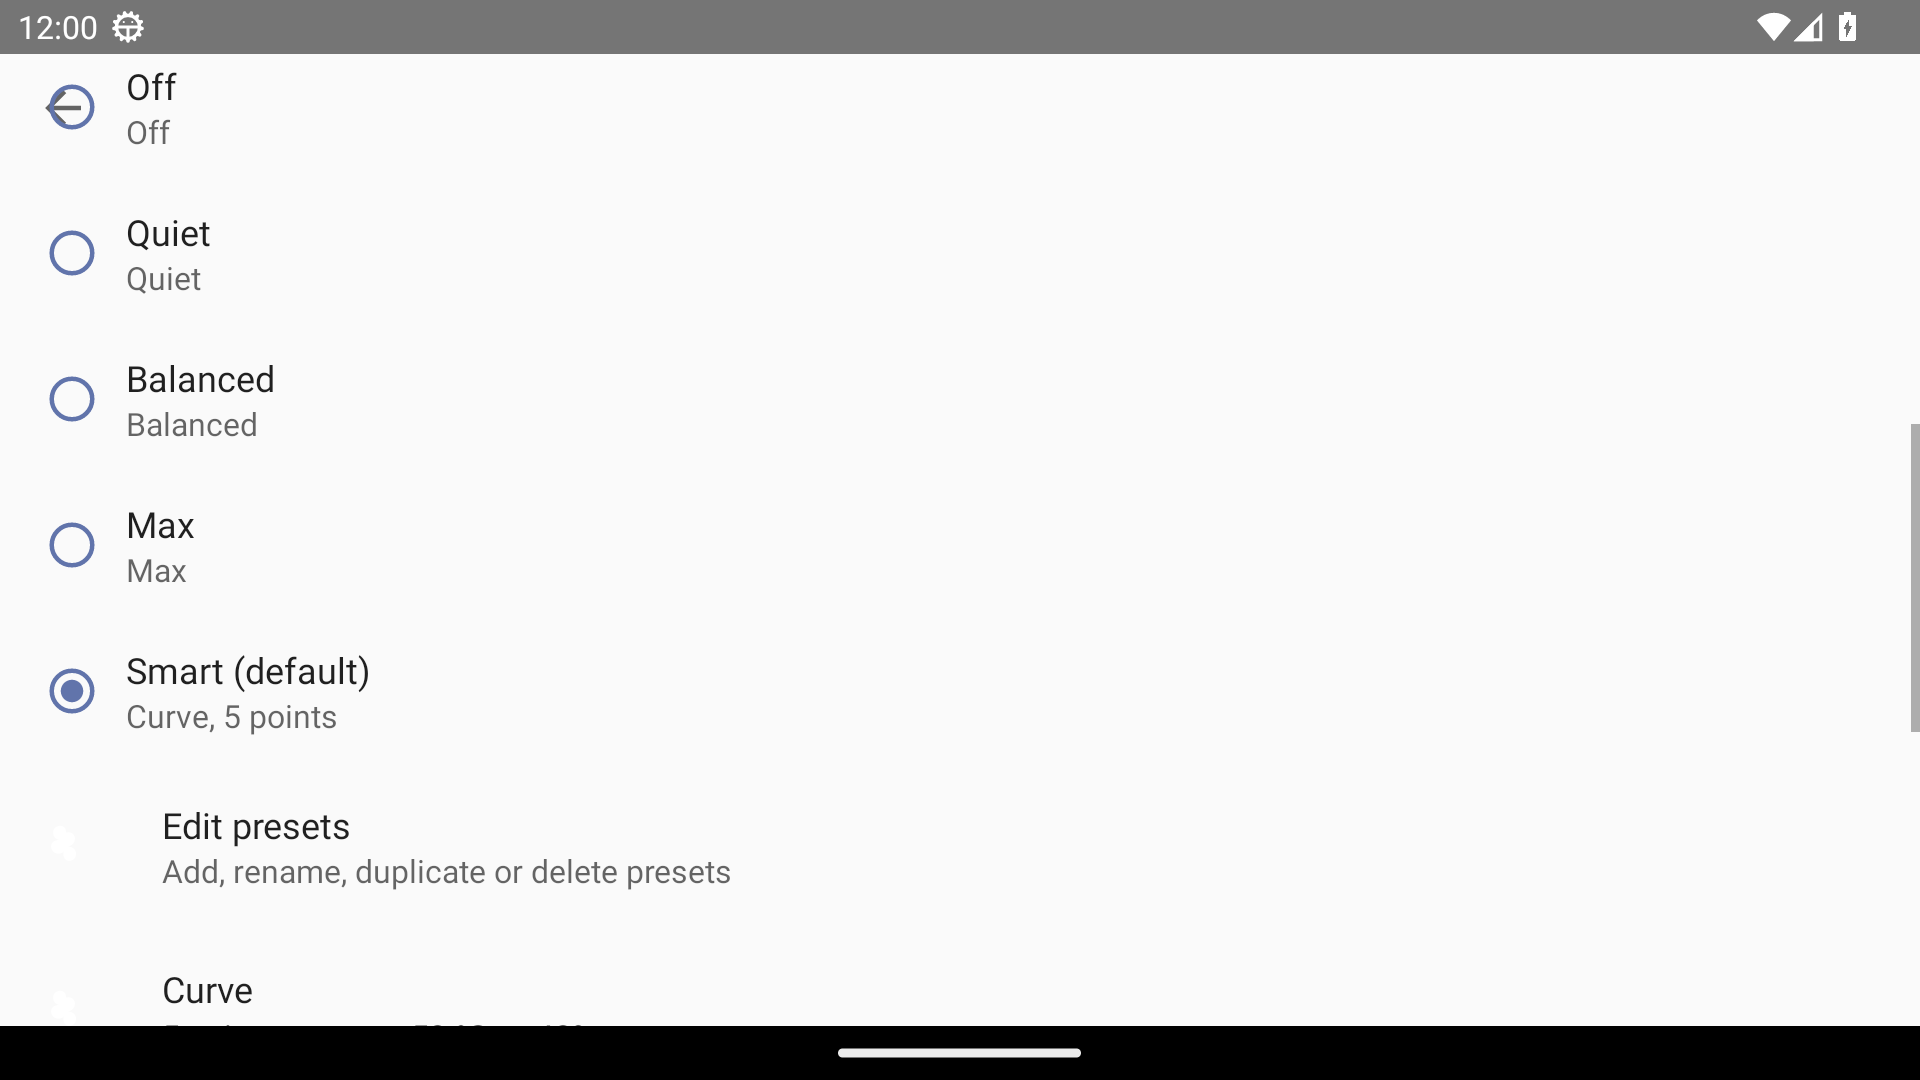 12:00
Off
Off
Quiet
Quiet
Balanced
Balanced
Max
Max
Smart (default)
Curve, 5 points
Edit presets
Add, rename, duplicate or delete presets
Curve